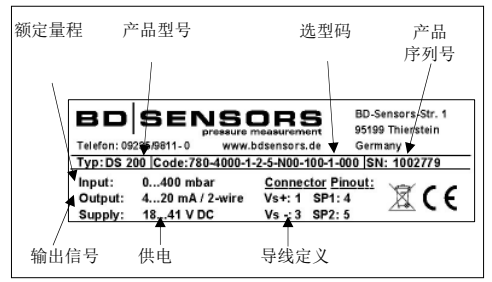 额定量程 产品型号 选型码 产品序列号
BD SENSORS
pressure measurement
BD-Sensors-Str. 1
95199 Thierstein
Germany
Telefon: 09285/9811-0 www.bdsensors.de
Typ: DS 200 Code:780-4000-1-2-5-N00-100-1-000 SN: 1002779
Input: 0...400 mbar
Output: 4...20 mA / 2-wire
Supply: 18...41 V DC
Connector Pinout:
Vs+: 1 SP1: 4
Vs -: 3 SP2: 5
CE
输出信号 供电 导线定义